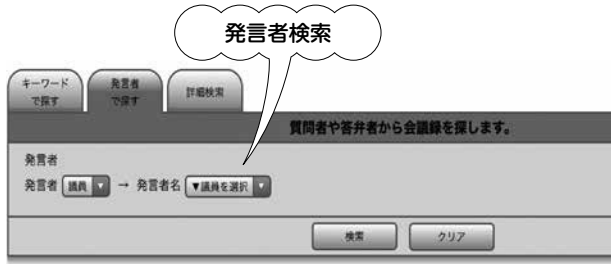 発言者検索
キーワード
で探す
発言者
で探す
詳細検索
質問者や答弁者から会議録を探します。
発言者
発言者 議員 ▼ → 発言者名 ▼議員を選択 ▼
検索 クリア